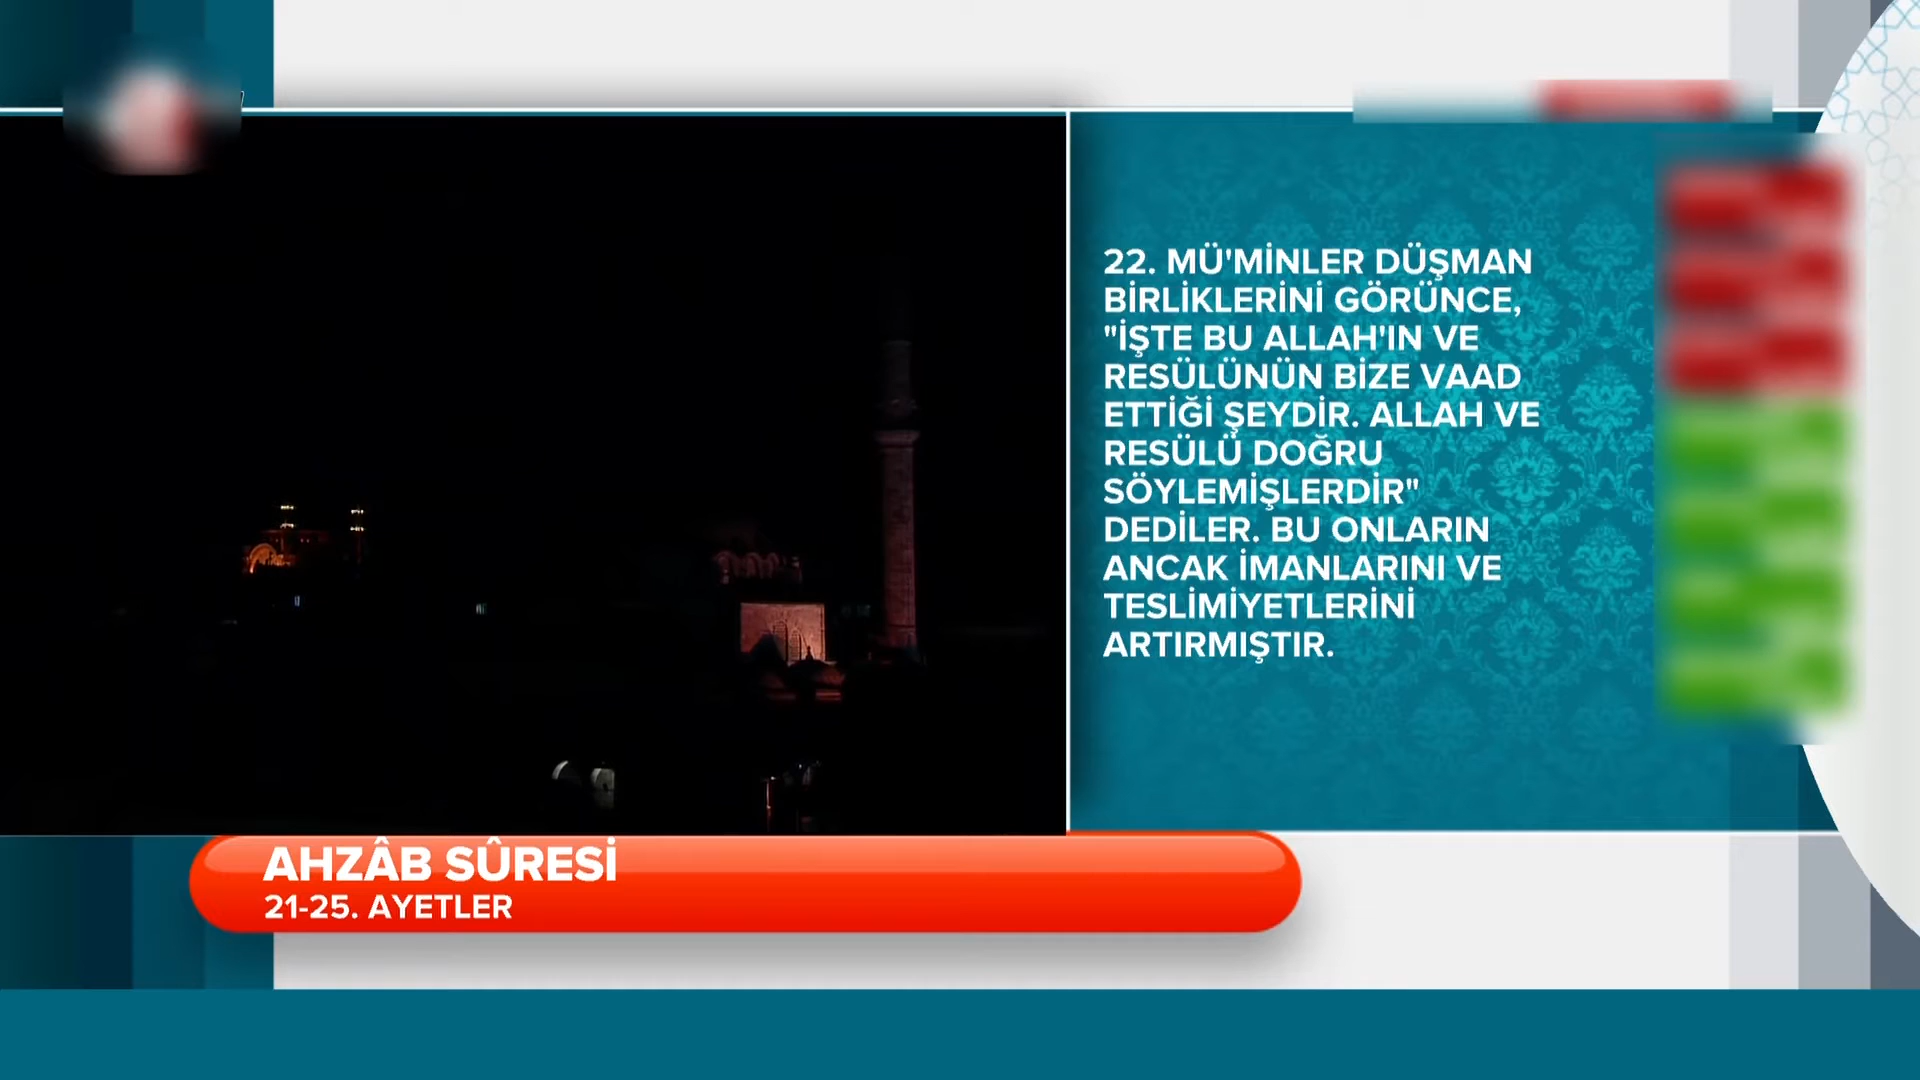 22. MÜ'MİNLER DÜŞMAN
BİRLİKLERİNİ GÖRÜNCE,
"İŞTE BU ALLAH'IN VE
RESÜLÜNÜN BİZE VAAD
ETTİĞİ ŞEYDİR. ALLAH VE
RESÜLÜ DOĞRU
SÖYLEMİŞLERDİR"
DEDİLER. BU ONLARIN
ANCAK İMANLARINI VE
TESLİMİYETLERİNİ
ARTIRMIŞTIR.
AHZÂB SÛRESİ
21-25. AYETLER